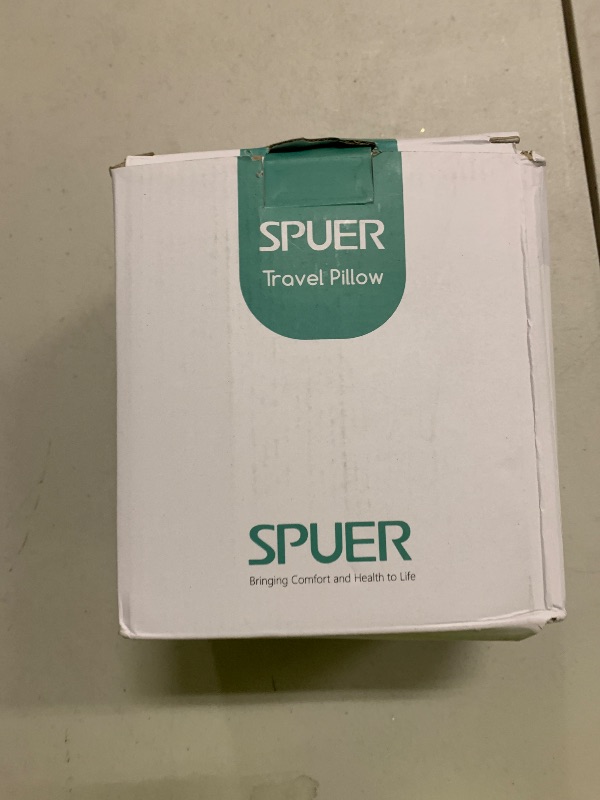 SPUER
Travel Pillow
SPUER
Bringing Comfort and Health to Life